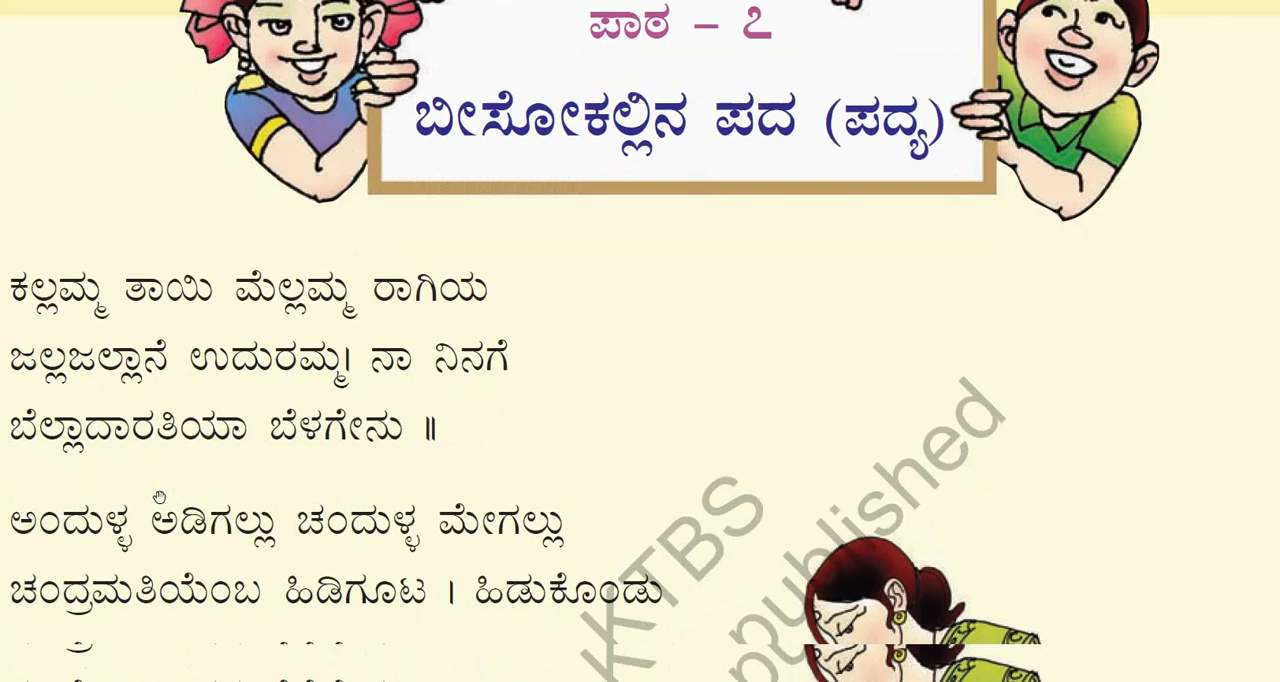 ಪಾಠ – ೭
ಬೀಸೋಕಲ್ಲಿನ ಪದ (ಪದ್ಯ)
ಕಲ್ಲಮ್ಮ ತಾಯಿ ಮೆಲ್ಲಮ್ಮ ರಾಗಿಯ
ಜಲ್ಲಜಲ್ಲಾನೆ ಉದುರಮ್ಮ। ನಾ ನಿನಗೆ
ಬೆಲ್ಲಾದಾರತಿಯಾ ಬೆಳಗೇನು ॥
ಅಂದುಳ್ಳ ಅಡಿಗಲ್ಲು ಚಂದುಳ್ಳ ಮೇಗಲ್ಲು
ಚಂದ್ರಮತಿಯೆಂಬ ಹಿಡಿಗೂಟ । ಹಿಡುಕೊಂಡು
KTBS
published